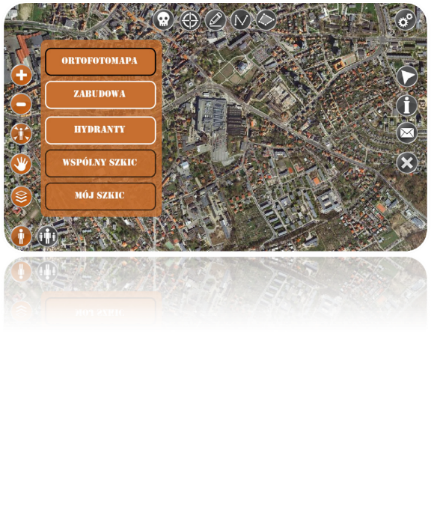 ORTOFOTOMAPA
ZABUDOWA
HYDRANTY
WSPÓLNY SZKIC
MÓJ SZKIC